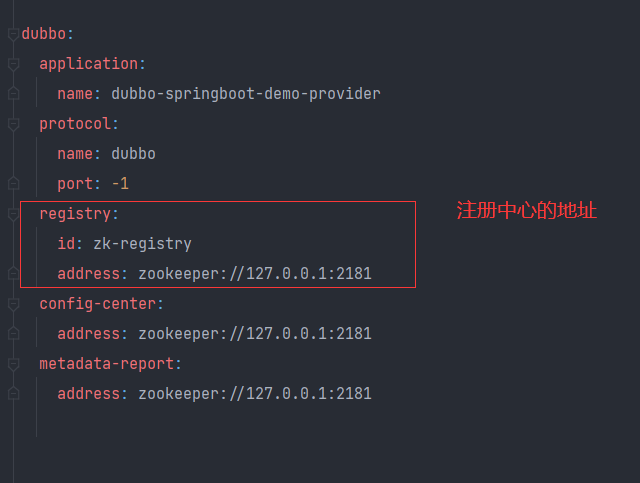 dubbo:
application:
name: dubbo-springboot-demo-provider
protocol:
name: dubbo
port: -1
registry:
注册中心的地址
id: zk-registry
address: zookeeper://127.0.0.1:2181
config-center:
address: zookeeper://127.0.0.1:2181
metadata-report:
address: zookeeper://127.0.0.1:2181